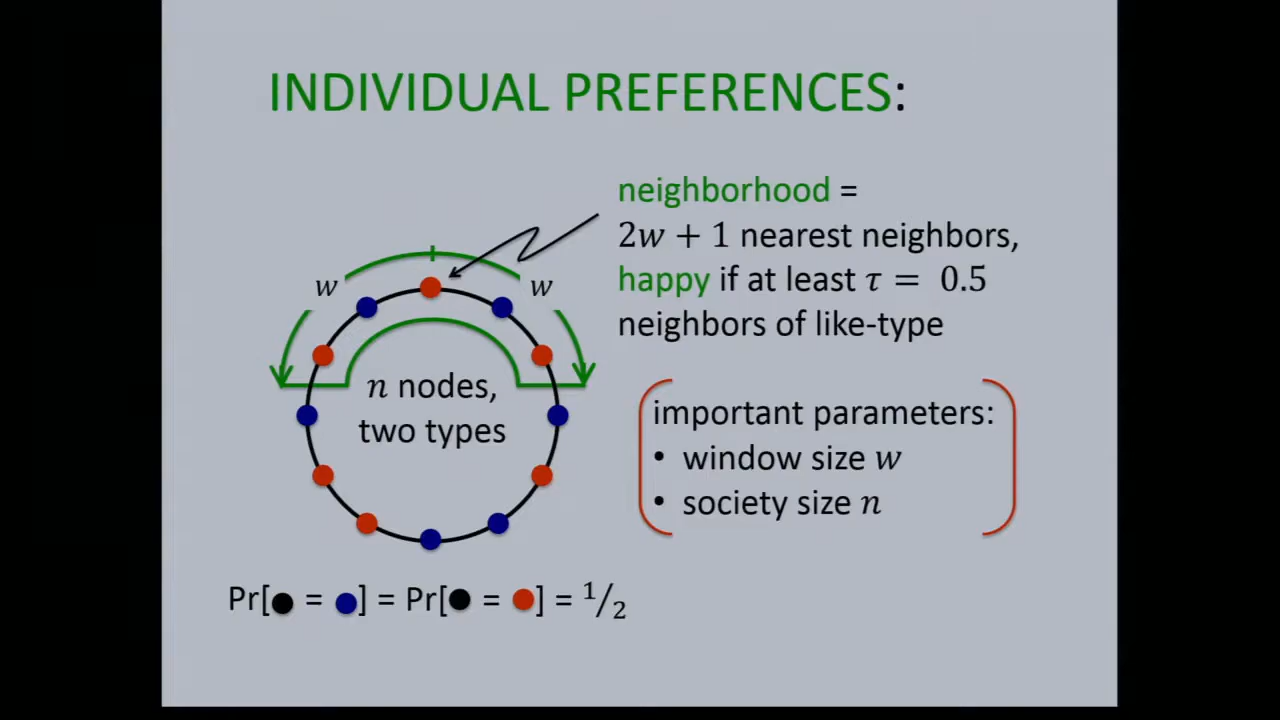 INDIVIDUAL PREFERENCES:
neighborhood =
2w + 1 nearest neighbors,
happy if at least τ = 0.5
neighbors of like-type
w w
n nodes,
two types
important parameters:
• window size w
• society size n
Pr[● = ●] = Pr[● = ●] = 1/2